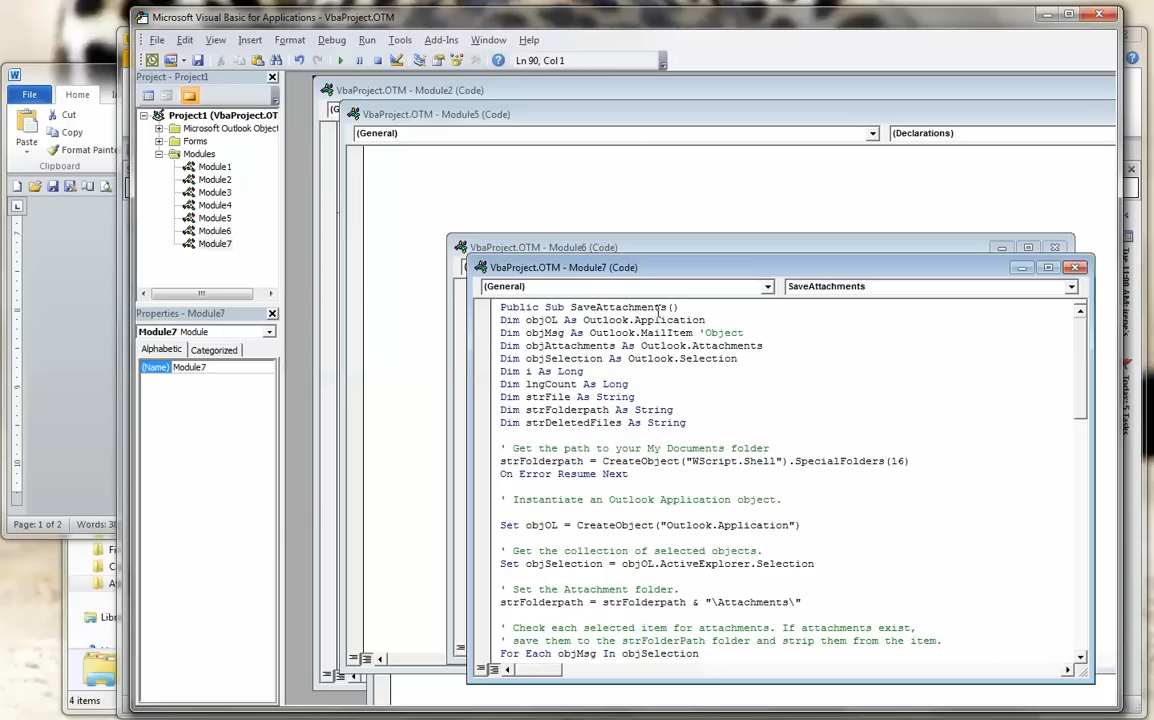 Microsoft Visual Basic for Applications - VbaProject.OTM
File Edit View Insert Format Debug Run Tools Add-Ins Window Help
Ln 90, Col 1
Project - Project1
Project1 (VbaProject.OT
Microsoft Outlook Object
Forms
Modules
Module1
Module2
Module3
Module4
Module5
Module6
Module7
Properties - Module7
Module7 Module
Alphabetic Categorized
(Name) Module7
File Home
Cut
Copy
Format Painte
Paste
Clipboard
Page: 1 of 2 Words: 38
4 items
VbaProject.OTM - Module2 (Code)
VbaProject.OTM - Module5 (Code)
(General) (Declarations)
VbaProject.OTM - Module6 (Code)
VbaProject.OTM - Module7 (Code)
(General) SaveAttachments
Public Sub SaveAttachments()
Dim objOL As Outlook.Application
Dim objMsg As Outlook.MailItem 'Object
Dim objAttachments As Outlook.Attachments
Dim objSelection As Outlook.Selection
Dim i As Long
Dim lngCount As Long
Dim strFile As String
Dim strFolderpath As String
Dim strDeletedFiles As String
' Get the path to your My Documents folder
strFolderpath = CreateObject("WScript.Shell").SpecialFolders(16)
On Error Resume Next
' Instantiate an Outlook Application object.
Set objOL = CreateObject("Outlook.Application")
' Get the collection of selected objects.
Set objSelection = objOL.ActiveExplorer.Selection
' Set the Attachment folder.
strFolderpath = strFolderpath & "\Attachments\"
' Check each selected item for attachments. If attachments exist,
' save them to the strFolderPath folder and strip them from the item.
For Each objMsg In objSelection